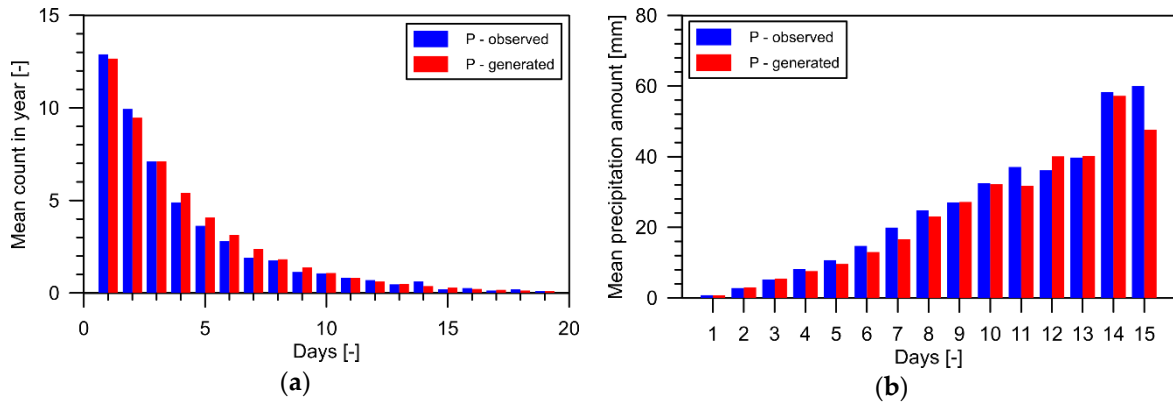 15
10
5
0
Mean count in year [-]
P - observed
P - generated
0 5 10 15 20
Days [-]
(a)
80
60
40
20
0
Mean precipitation amount [mm]
P - observed
P - generated
1 2 3 4 5 6 7 8 9 10 11 12 13 14 15
Days [-]
(b)